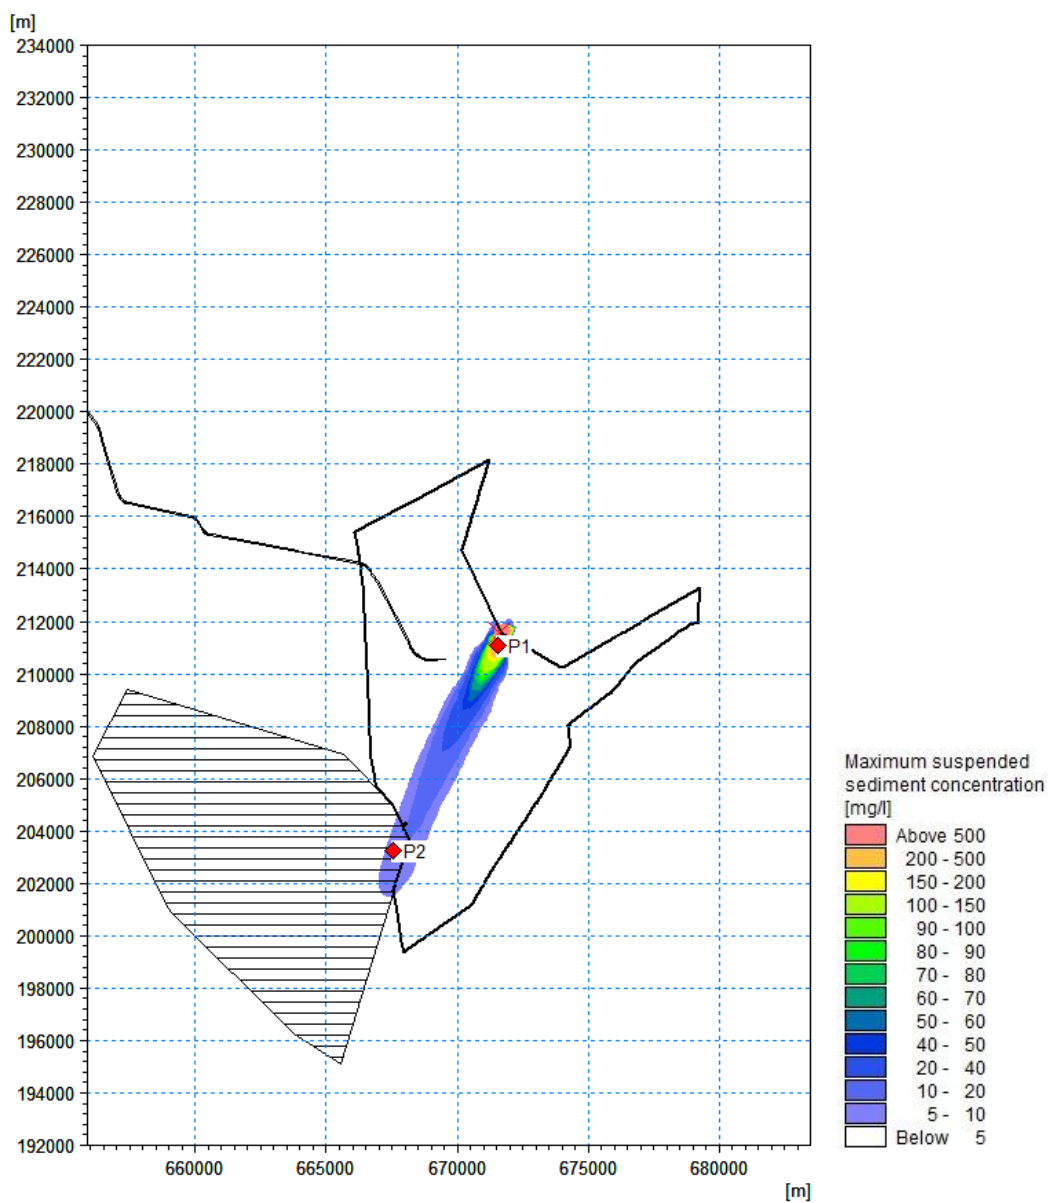 [m]
234000
232000
230000
228000
226000
224000
222000
220000
218000
216000
214000
212000
210000
208000
206000
204000
202000
200000
198000
196000
194000
192000
660000 665000 670000 675000 680000
[m]
P1
P2
Maximum suspended
sediment concentration
[mg/l]
Above 500
200 - 500
150 - 200
100 - 150
90 - 100
80 - 90
70 - 80
60 - 70
50 - 60
40 - 50
20 - 40
10 - 20
5 - 10
Below 5